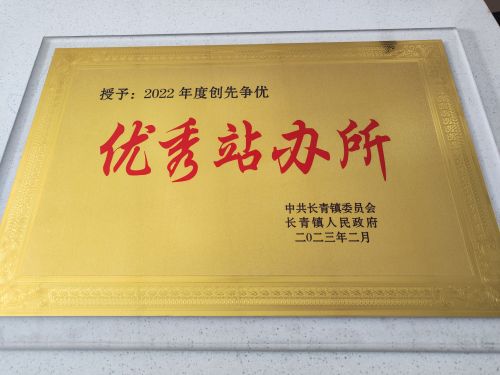 授予：2022年度创先争优
优秀站办所
中共长青镇委员会
长青镇人民政府
二〇二三年二月